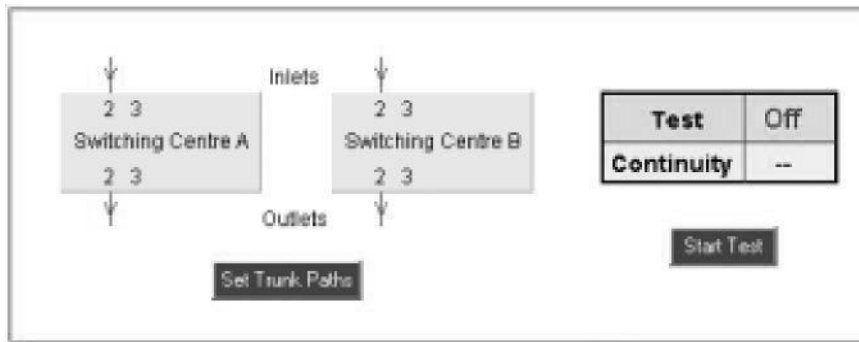 Inlets
2 3
Switching Centre A
2 3
2 3
Switching Centre B
2 3
Outlets
Set Trunk Paths
Test Off
Continuity --
Start Test